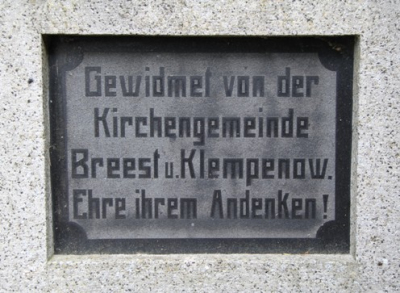 Gewidmet von der
Kirchengemeinde
Breest u. Klempenow.
Ehre ihrem Andenken!